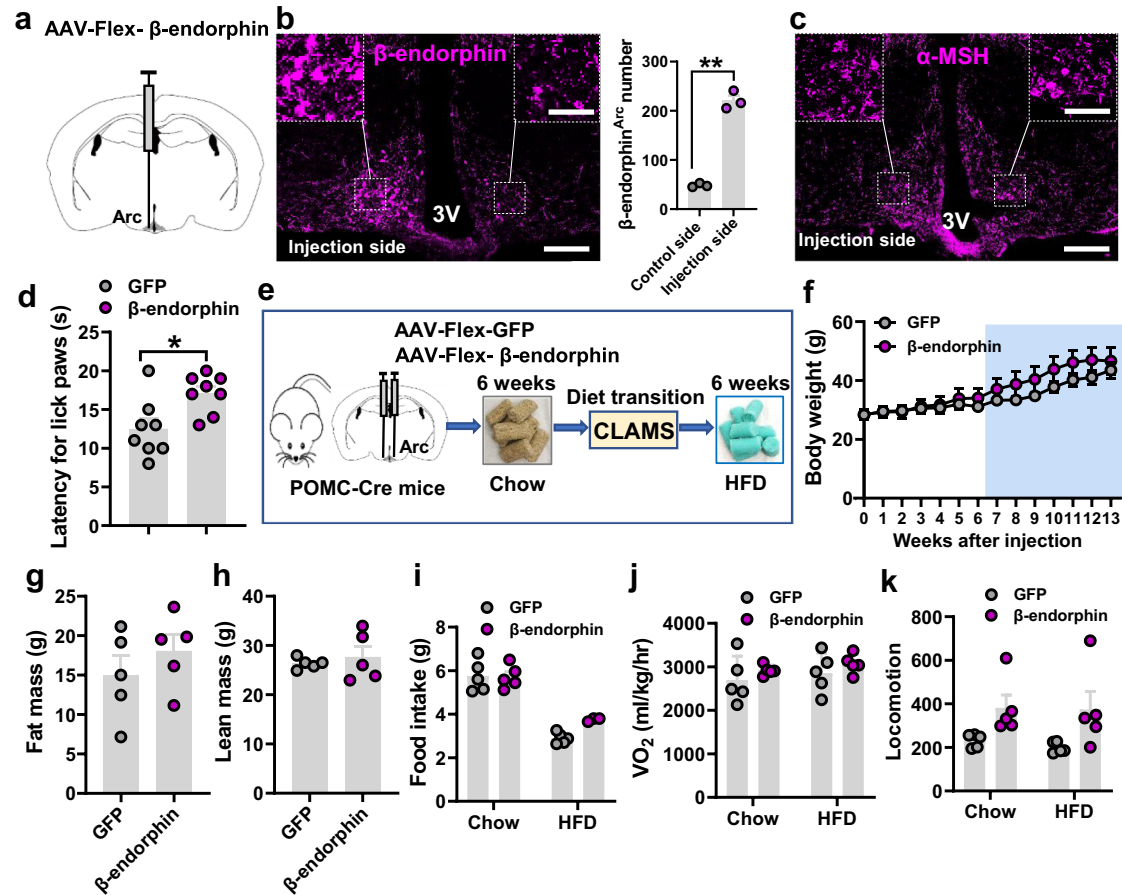 a
AAV-Flex- β-endorphin
Arc
b
β-endorphin
3V
Injection side
β-endorphinArc number
300
200
100
0
**
Control side
Injection side
c
α-MSH
3V
Injection side
d
GFP
β-endorphin
Latency for lick paws (s)
20
15
10
5
0
*
e
AAV-Flex-GFP
AAV-Flex- β-endorphin
6 weeks
Diet transition
6 weeks
CLAMS
Arc
POMC-Cre mice
Chow
HFD
f
GFP
β-endorphin
Body weight (g)
60
40
20
0
0 1 2 3 4 5 6 7 8 9 10 11 12 13
Weeks after injection
g
Fat mass (g)
25
20
15
10
5
0
GFP
β-endorphin
h
Lean mass (g)
40
30
20
10
0
GFP
β-endorphin
i
GFP
β-endorphin
Food intake (g)
8
6
4
2
0
Chow HFD
j
GFP
β-endorphin
VO₂ (ml/kg/hr)
4000
3000
2000
1000
0
Chow HFD
k
GFP
β-endorphin
Locomotion
800
600
400
200
0
Chow HFD